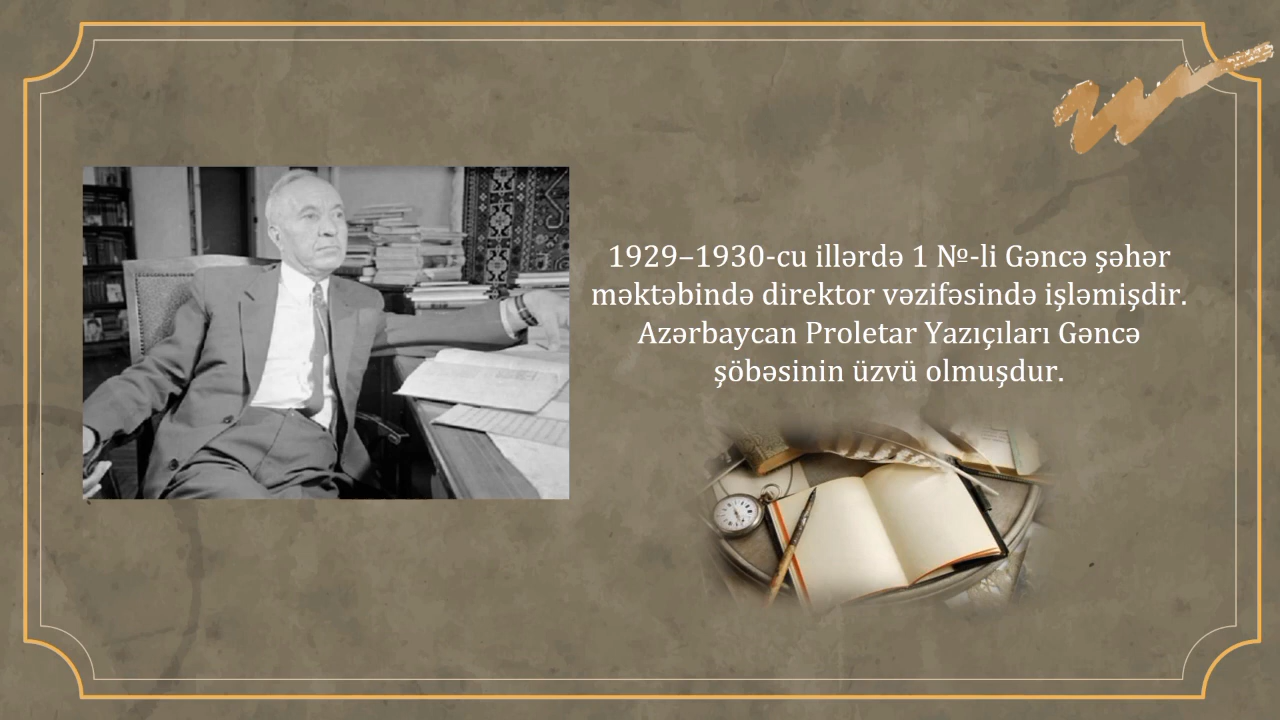 1929–1930-cu illərdə 1 №-li Gəncə şəhər
məktəbində direktor vəzifəsində işləmişdir.
Azərbaycan Proletar Yazıçıları Gəncə
şöbəsinin üzvü olmuşdur.